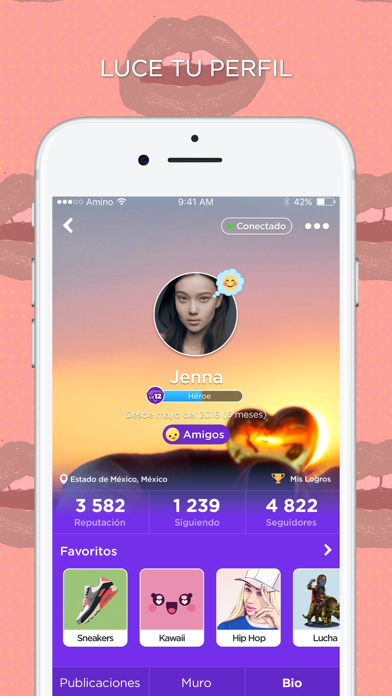 LUCE TU PERFIL
Amino 9:41 AM 42%
Conectado
Jenna
LV12 Héroe
Desde mayo del 2016 (6 meses)
Amigos
Estado de México, México Mis Logros
3 582 1 239 4 822
Reputación Siguiendo Seguidores
Favoritos
Sneakers Kawaii Hip Hop Lucha
Publicaciones Muro Bio